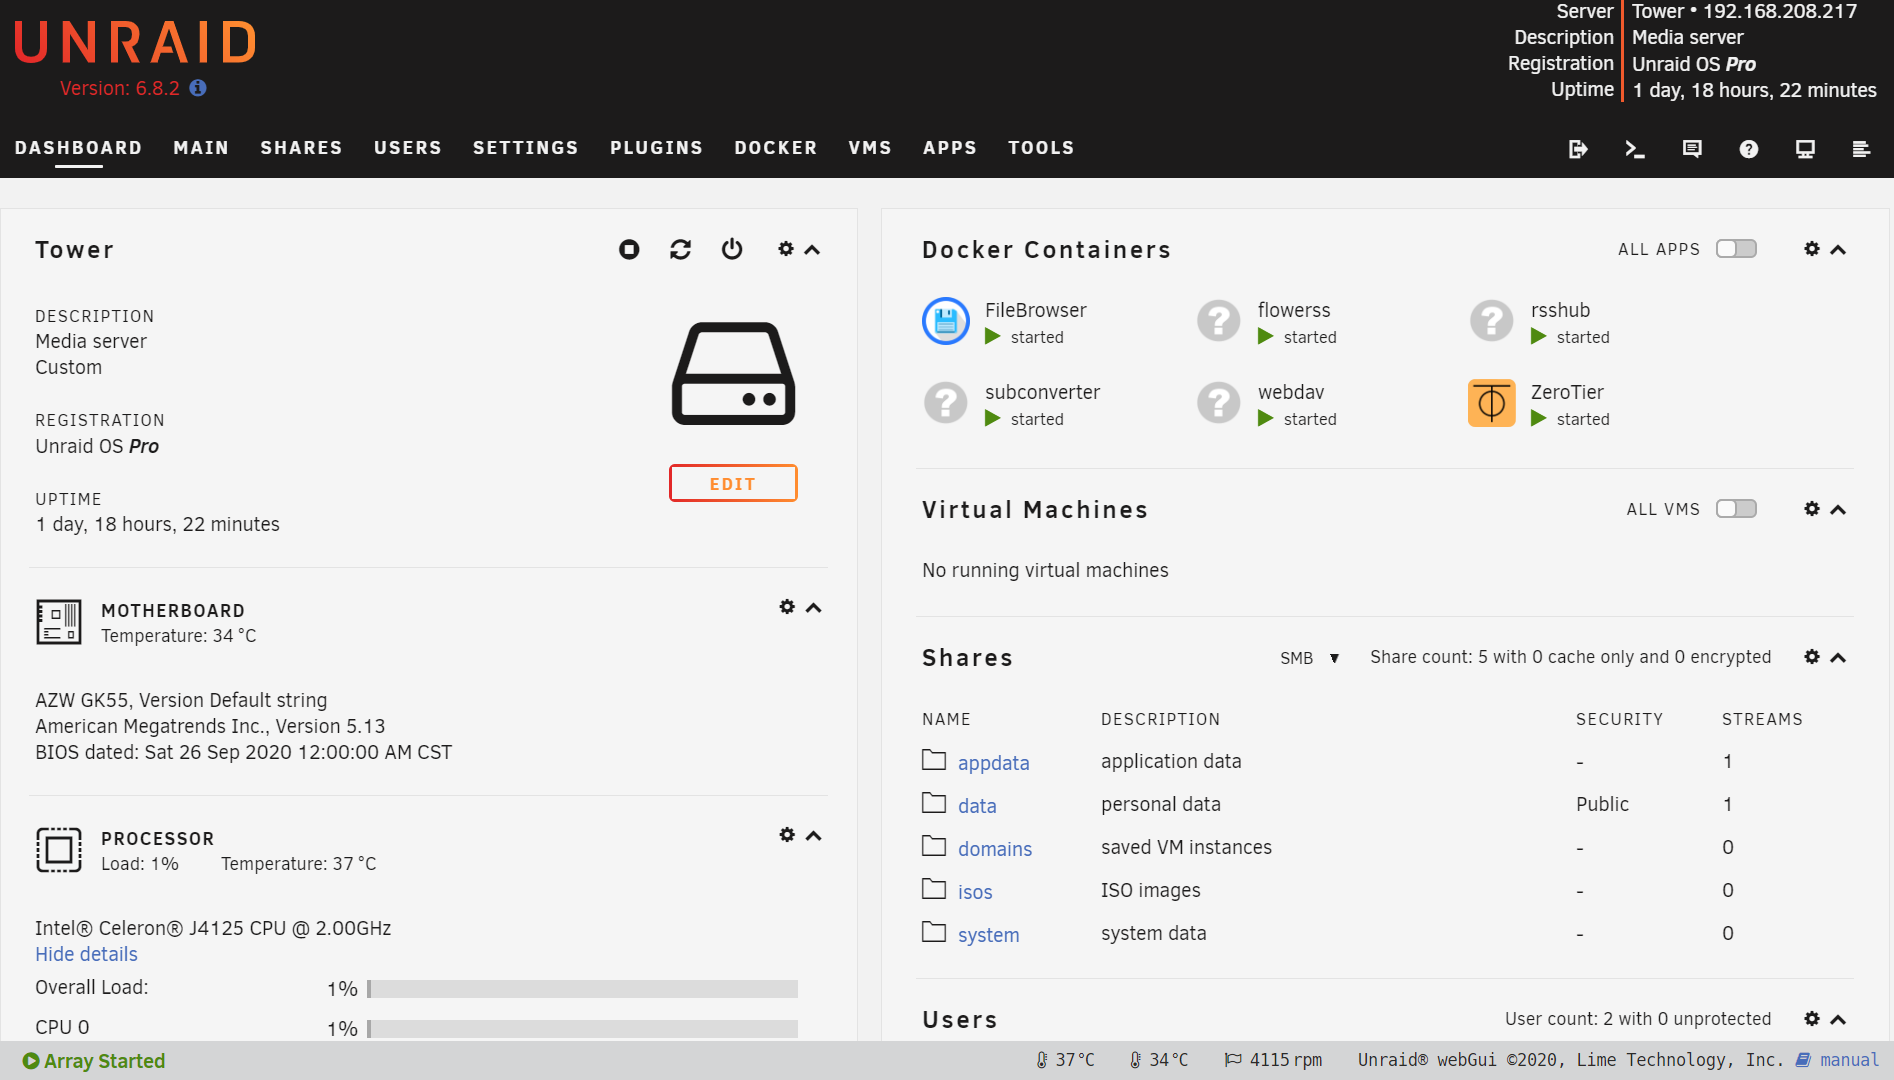 UNRAID
Version: 6.8.2
Server Tower • 192.168.208.217
Description Media server
Registration Unraid OS Pro
Uptime 1 day, 18 hours, 22 minutes
DASHBOARD MAIN SHARES USERS SETTINGS PLUGINS DOCKER VMS APPS TOOLS
Tower
DESCRIPTION
Media server
Custom
REGISTRATION
Unraid OS Pro
UPTIME
1 day, 18 hours, 22 minutes
EDIT
MOTHERBOARD
Temperature: 34 °C
AZW GK55, Version Default string
American Megatrends Inc., Version 5.13
BIOS dated: Sat 26 Sep 2020 12:00:00 AM CST
PROCESSOR
Load: 1% Temperature: 37 °C
Intel® Celeron® J4125 CPU @ 2.00GHz
Hide details
Overall Load: 1%
CPU 0 1%
Docker Containers ALL APPS
FileBrowser
started
flowerss
started
rsshub
started
subconverter
started
webdav
started
ZeroTier
started
Virtual Machines ALL VMS
No running virtual machines
Shares SMB Share count: 5 with 0 cache only and 0 encrypted
NAME DESCRIPTION SECURITY STREAMS
appdata application data - 1
data personal data Public 1
domains saved VM instances - 0
isos ISO images - 0
system system data - 0
Users User count: 2 with 0 unprotected
Array Started 37 °C 34 °C 4115 rpm Unraid® webGui ©2020, Lime Technology, Inc. manual